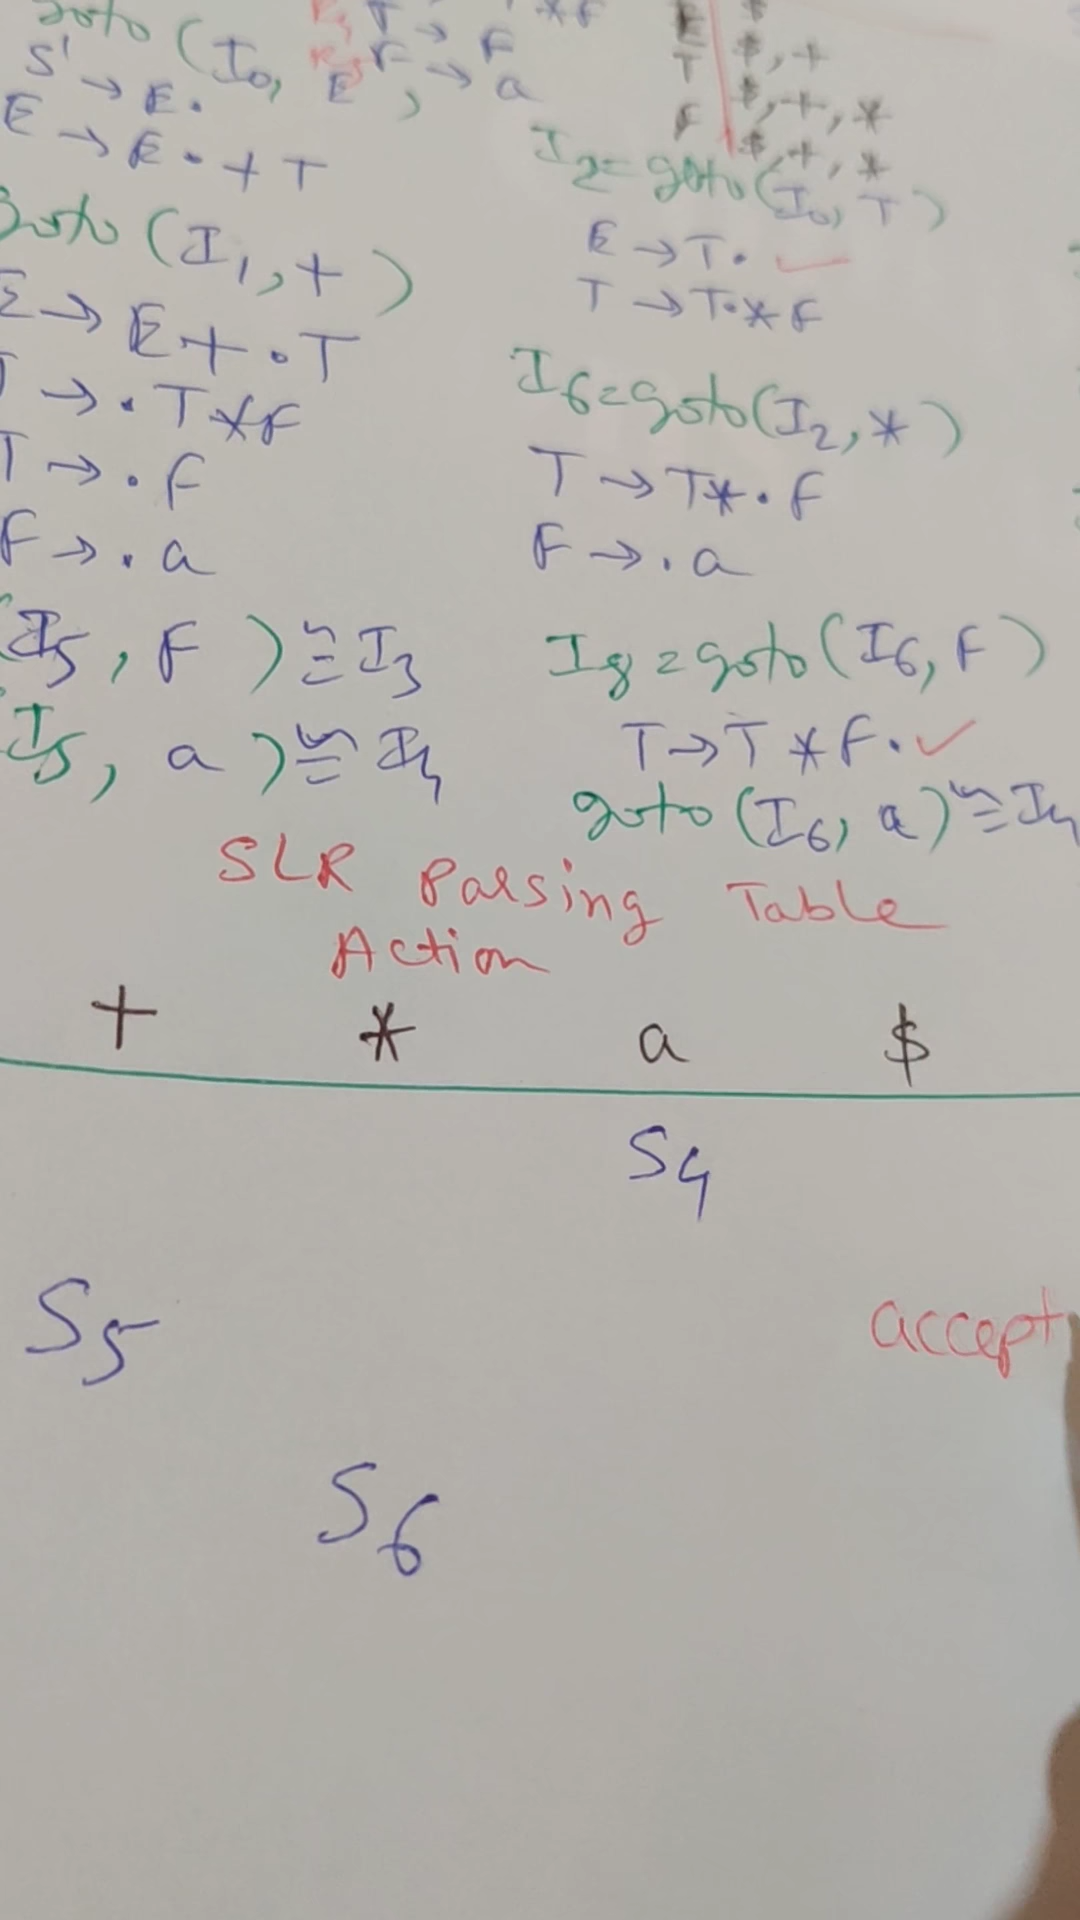 goto (I0, E)
S' → E.
E → E. + T
T → F
F → a
*F
E $
T $, +
F $, +, *
$, +, *
I2 = goto (I0, T)
E → T. ✓
T → T.*F
goto (I1, +)
E → E + .T
T → .T*F
T → .F
F → .a
I6 = goto (I2, *)
T → T*.F
F → .a
(I5, F) ≅ I3
(I5, a) ≅ I4
I8 = goto (I6, F)
T → T * F. ✓
goto (I6, a) ≅ I4
SLR Parsing Table
Action
+ * a $
S4
S5 accept
S6